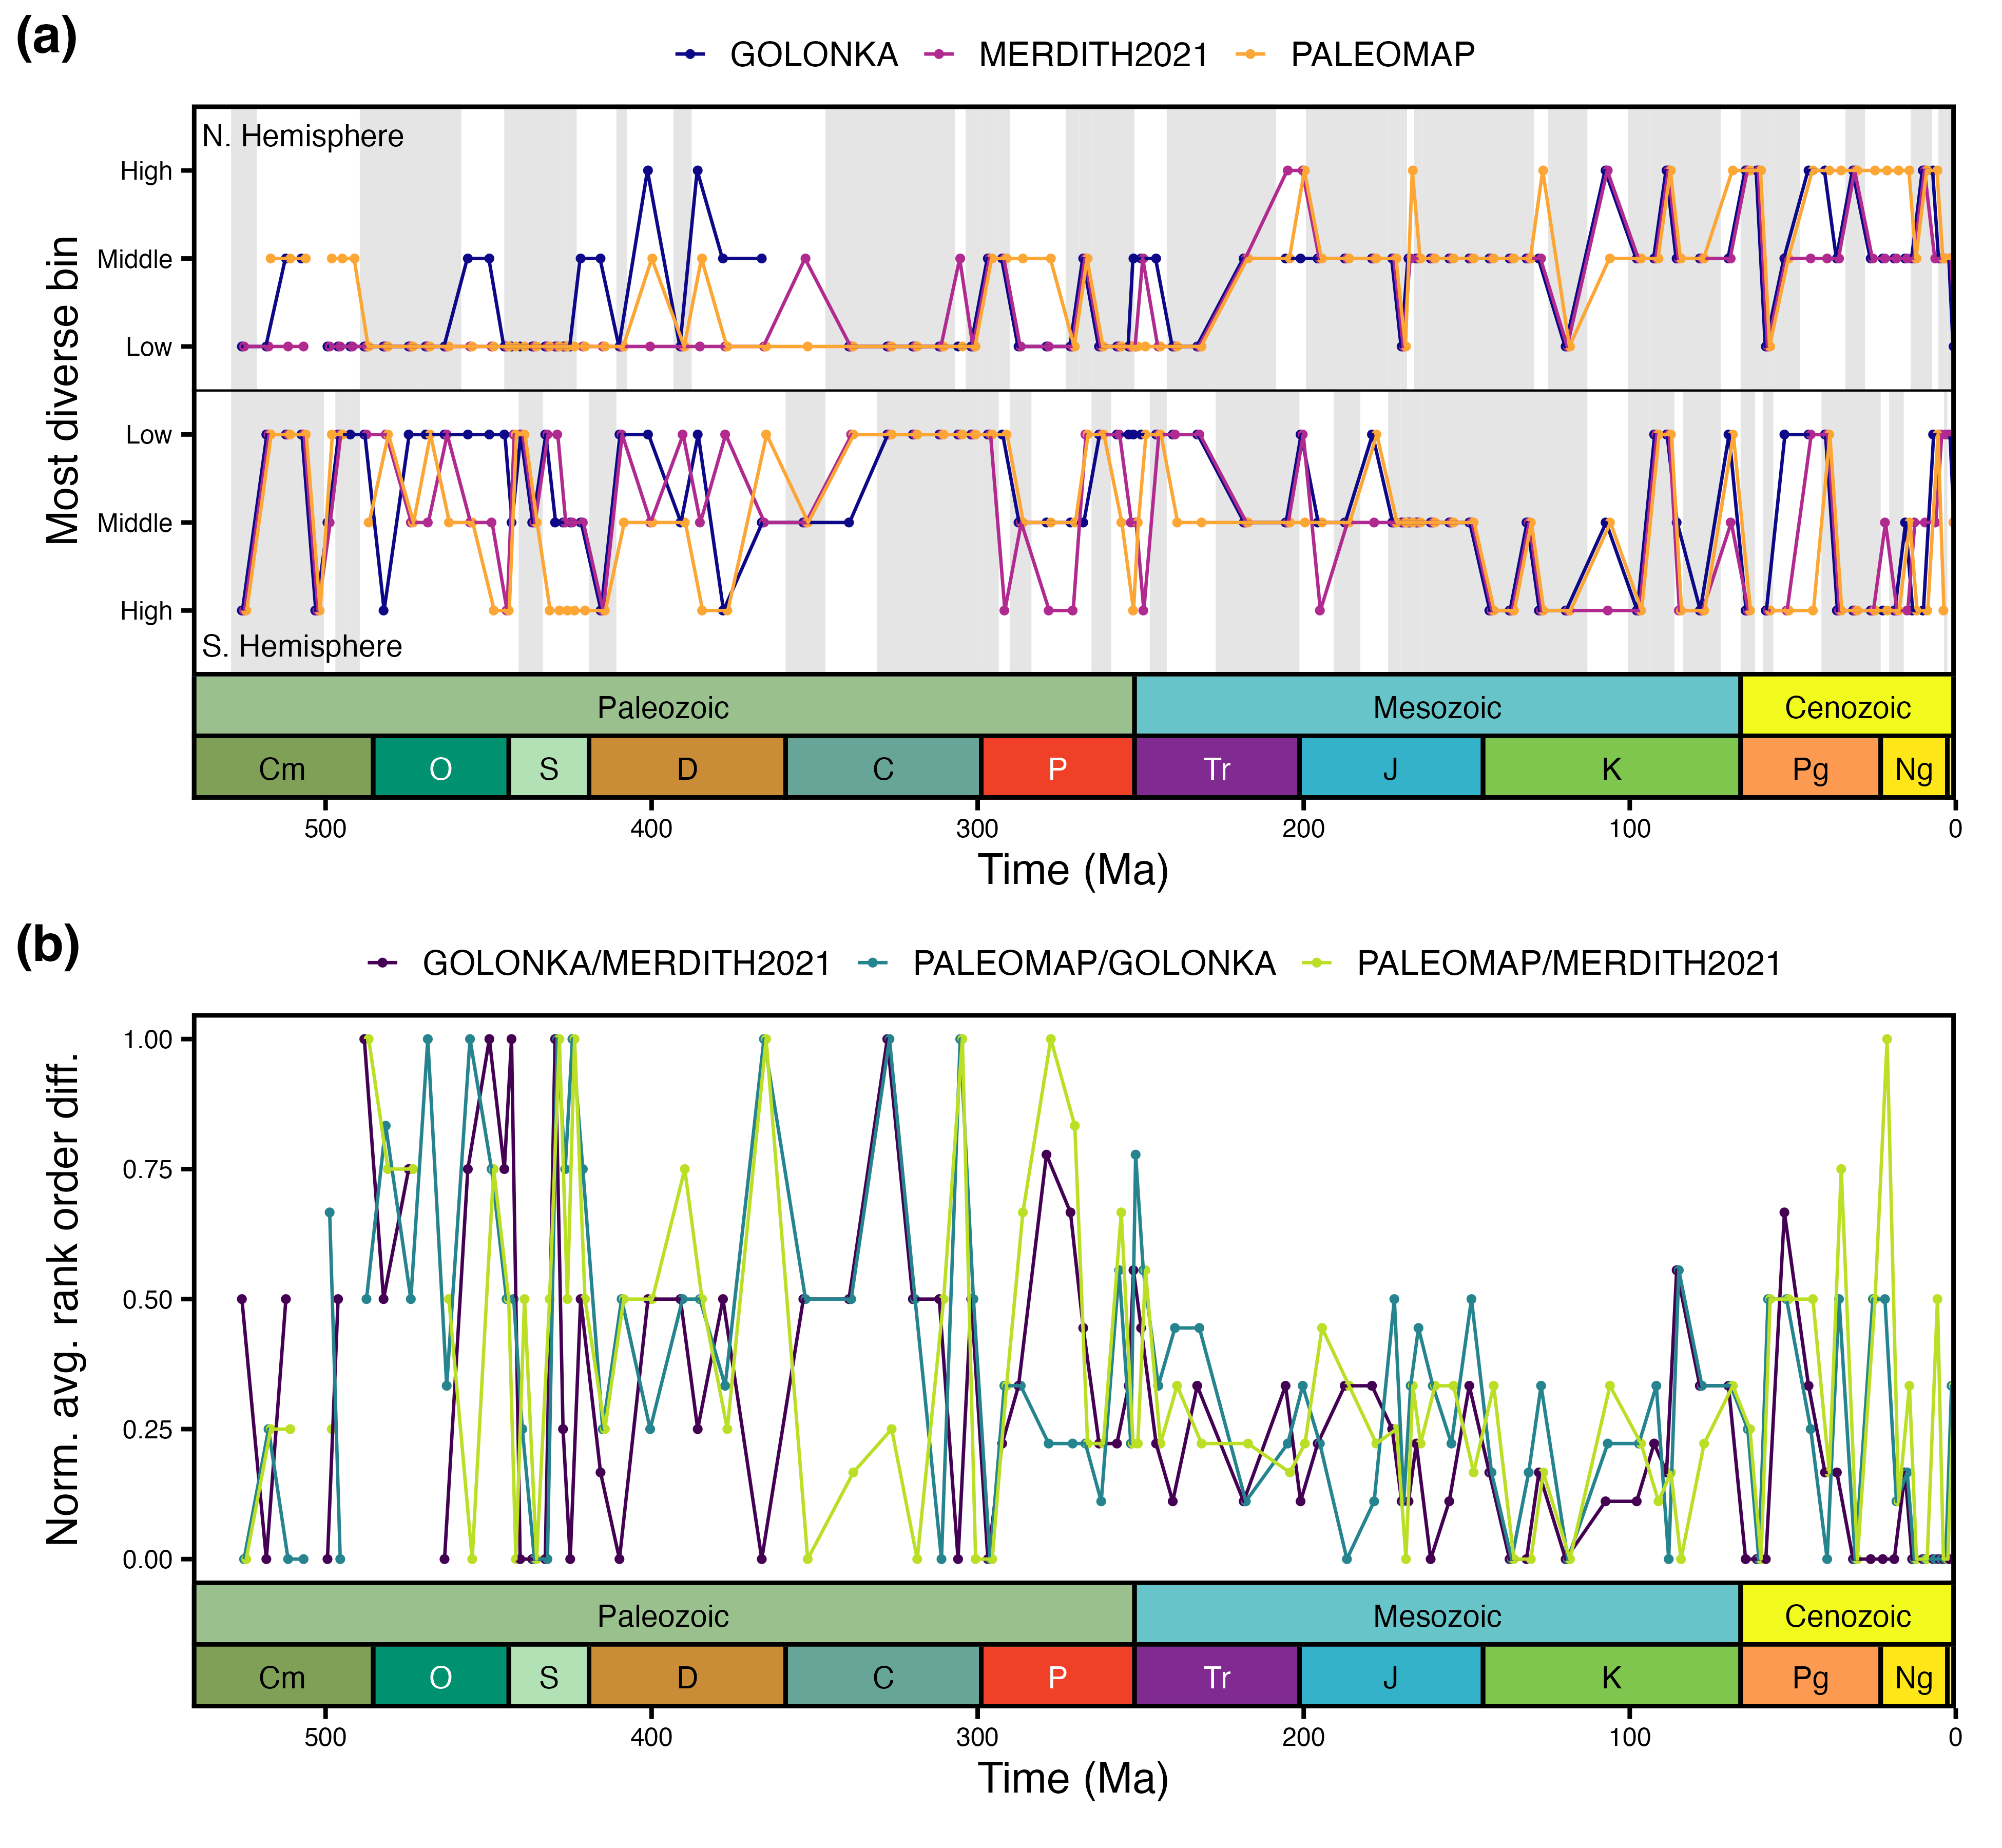 (a)
GOLONKA MERDITH2021 PALEOMAP
N. Hemisphere
High
Middle
Low
Low
Middle
High
Most diverse bin
S. Hemisphere
Paleozoic Mesozoic Cenozoic
Cm O S D C P Tr J K Pg Ng
500 400 300 200 100 0
Time (Ma)
(b)
GOLONKA/MERDITH2021 PALEOMAP/GOLONKA PALEOMAP/MERDITH2021
1.00
0.75
0.50
0.25
0.00
Norm. avg. rank order diff.
Paleozoic Mesozoic Cenozoic
Cm O S D C P Tr J K Pg Ng
500 400 300 200 100 0
Time (Ma)